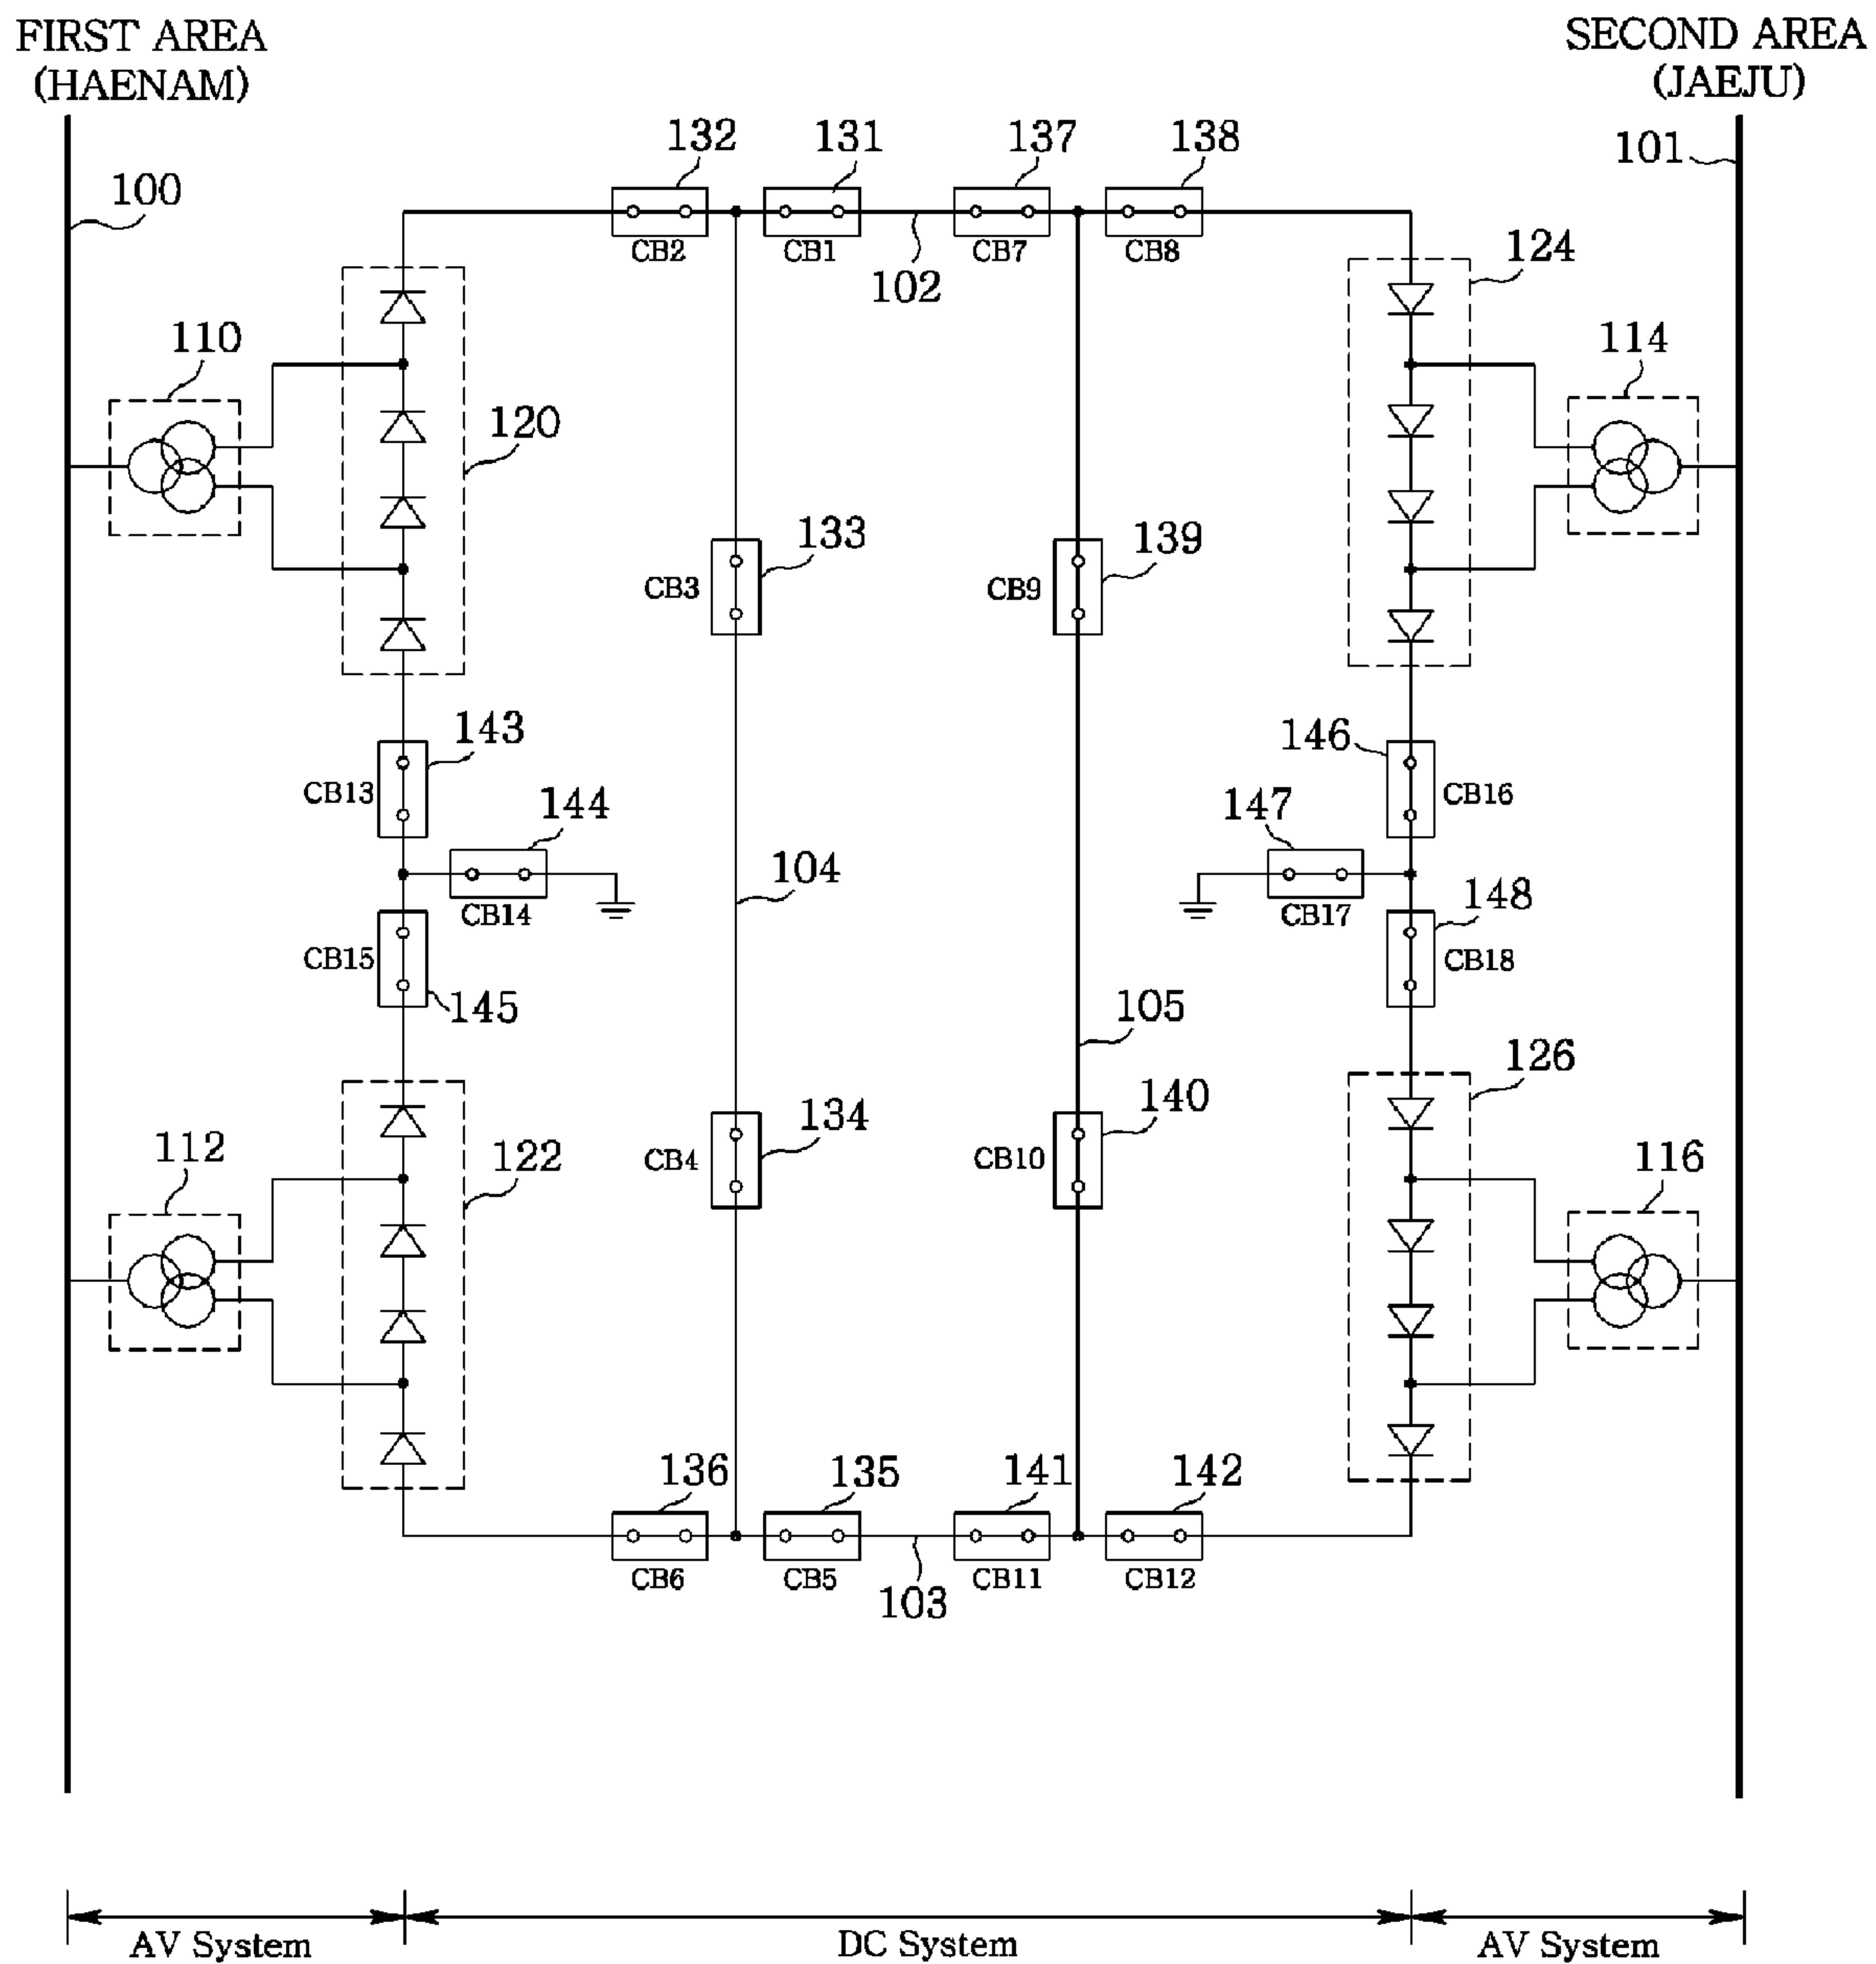 FIRST AREA
(HAENAM)
SECOND AREA
(JAEJU)
132
131
137
138
101
100
CB2
CB1
CB7
CB8
102
124
110
114
120
133
139
CB3
CB9
143
146
CB13
144
147
CB16
104
CB14
CB17
148
CB15
CB18
145
105
126
112
122
134
140
116
CB4
CB10
136
135
141
142
CB6
CB5
CB11
CB12
103
AV System
DC System
AV System